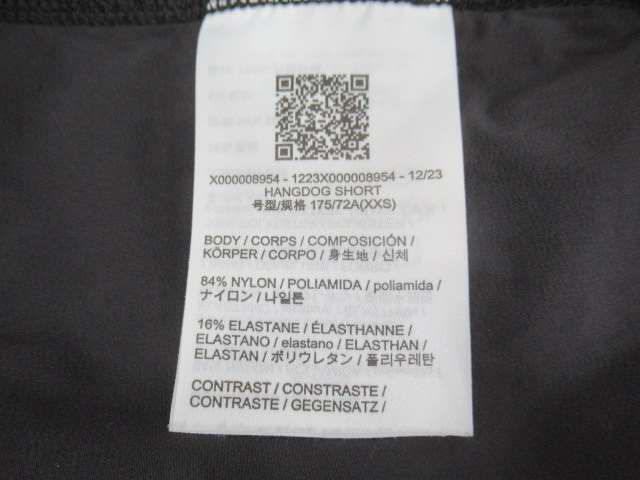 X000008954 - 1223X000008954 - 12/23
HANGDOG SHORT
号型/规格 175/72A(XXS)
BODY / CORPS / COMPOSICIÓN /
KÖRPER / CORPO / 身生地 / 신체
84% NYLON / POLIAMIDA / poliamida /
ナイロン / 나일론
16% ELASTANE / ÉLASTHANNE /
ELASTANO / elastano / ELASTHAN /
ELASTAN / ポリウレタン / 폴리우레탄
CONTRAST / CONSTRASTE /
CONTRASTE / GEGENSATZ /